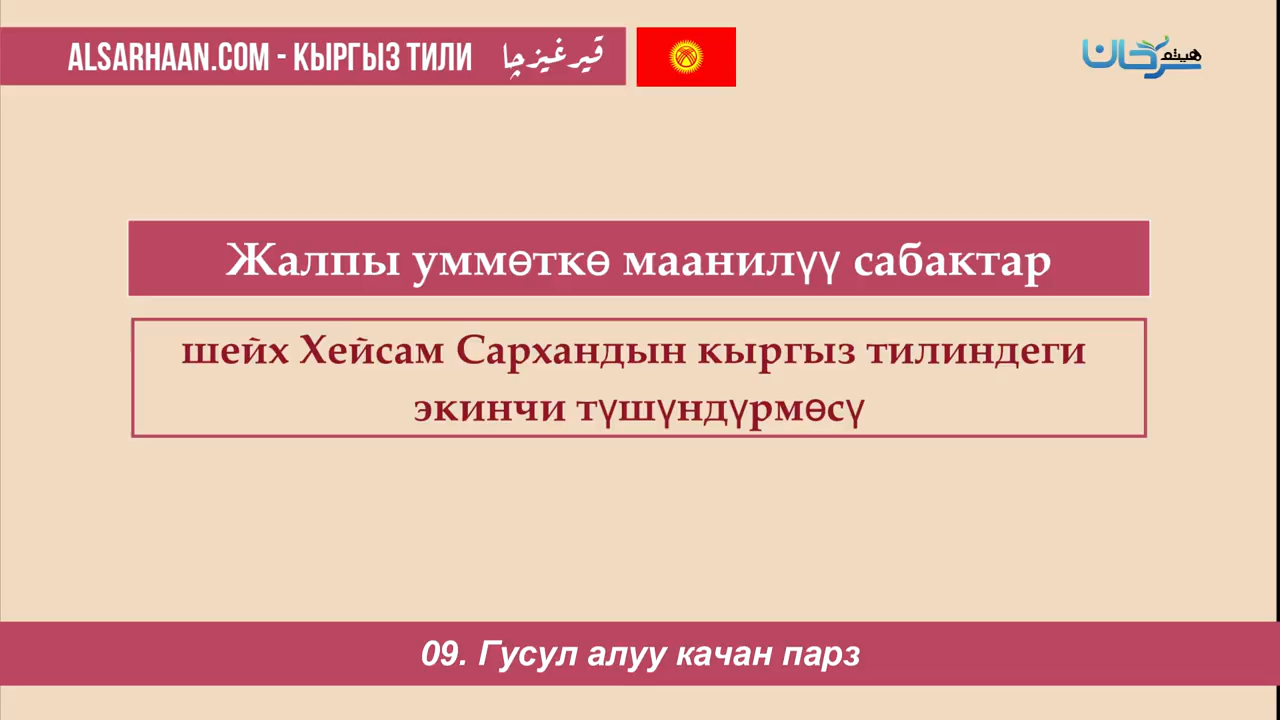 ALSARHAAN.COM - КЫРГЫЗ ТИЛИ قيرغيزچا
هيثم سرحان
Жалпы умметке маанилүү сабактар
шейх Хейсам Сархандын кыргыз тилиндеги
экинчи түшүндүрмөсү
09. Гусул алуу качан парз